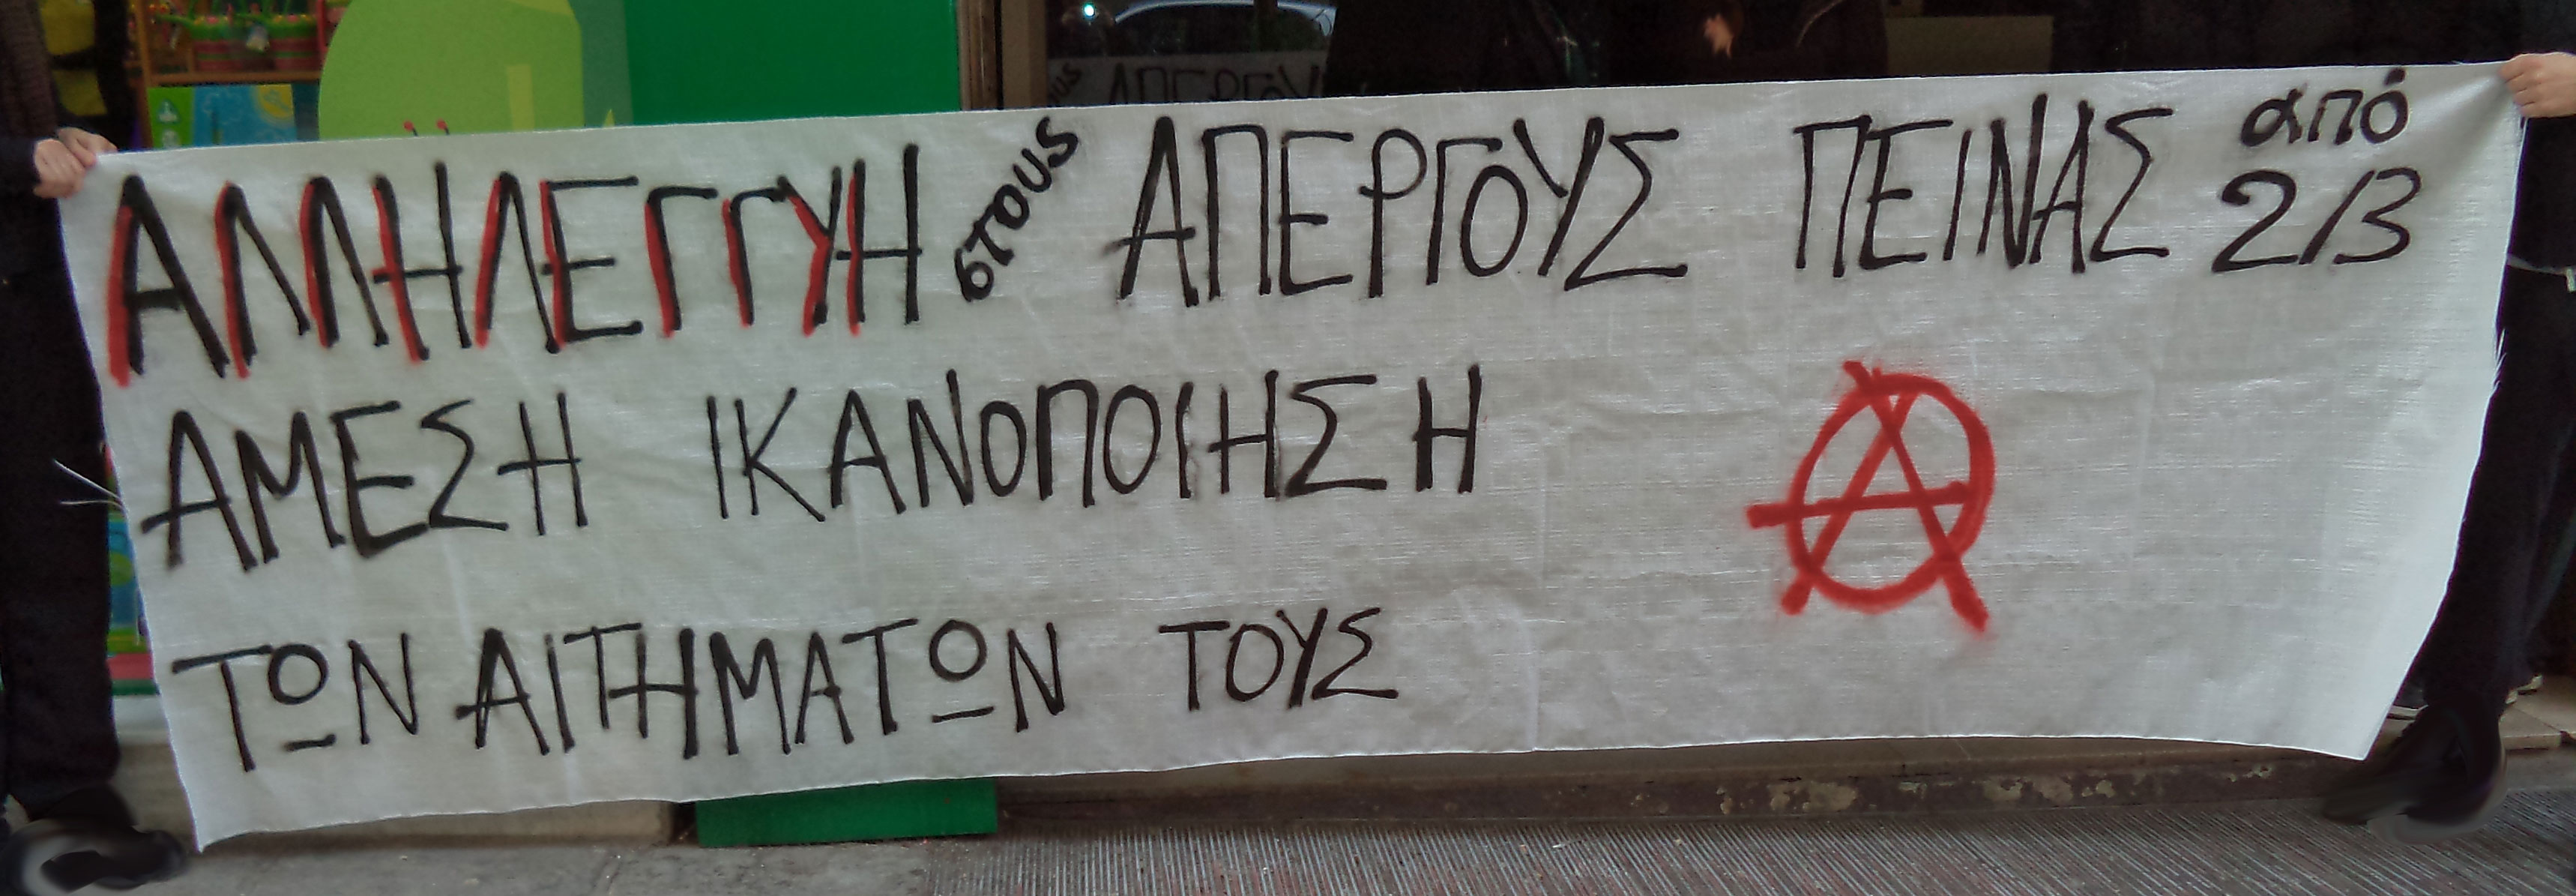 ΑΛΛΗΛΕΓΓΥΗ στους ΑΠΕΡΓΟΥΣ ΠΕΙΝΑΣ από 2/3
ΑΜΕΣΗ ΙΚΑΝΟΠΟΙΗΣΗ
ΤΩΝ ΑΙΤΗΜΑΤΩΝ ΤΟΥΣ